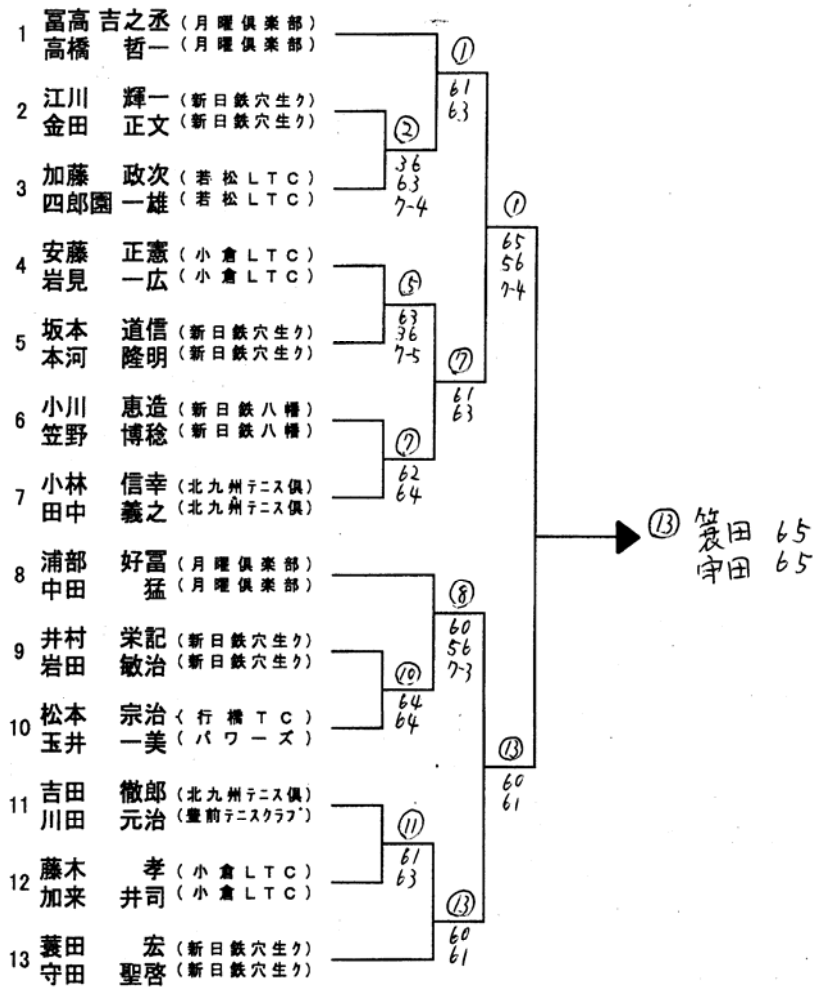 1 冨高 吉之丞 (月曜倶楽部)
高橋 哲一 (月曜倶楽部)
①
61
63
2 江川 輝一 (新日鉄穴生ク)
金田 正文 (新日鉄穴生ク)
②
36
63
7-4
3 加藤 政次 (若松LTC)
四郎園 一雄 (若松LTC)
①
65
56
7-4
4 安藤 正憲 (小倉LTC)
岩見 一広 (小倉LTC)
⑤
63
36
7-5
5 坂本 道信 (新日鉄穴生ク)
本河 隆明 (新日鉄穴生ク)
⑦
61
63
6 小川 恵造 (新日鉄八幡)
笠野 博稔 (新日鉄八幡)
⑦
62
64
7 小林 信幸 (北九州テニス倶)
田中 義之 (北九州テニス倶)
⑬ 簑田 65
守田 65
8 浦部 好冨 (月曜倶楽部)
中田 猛 (月曜倶楽部)
⑧
60
56
7-3
9 井村 栄記 (新日鉄穴生ク)
岩田 敏治 (新日鉄穴生ク)
⑩
64
64
10 松本 宗治 (行橋TC)
玉井 一美 (パワーズ)
⑬
60
61
11 吉田 徹郎 (北九州テニス倶)
川田 元治 (豊前テニスクラブ)
⑪
61
63
12 藤木 孝 (小倉LTC)
加来 井司 (小倉LTC)
⑬
60
61
13 蓑田 宏 (新日鉄穴生ク)
守田 聖啓 (新日鉄穴生ク)